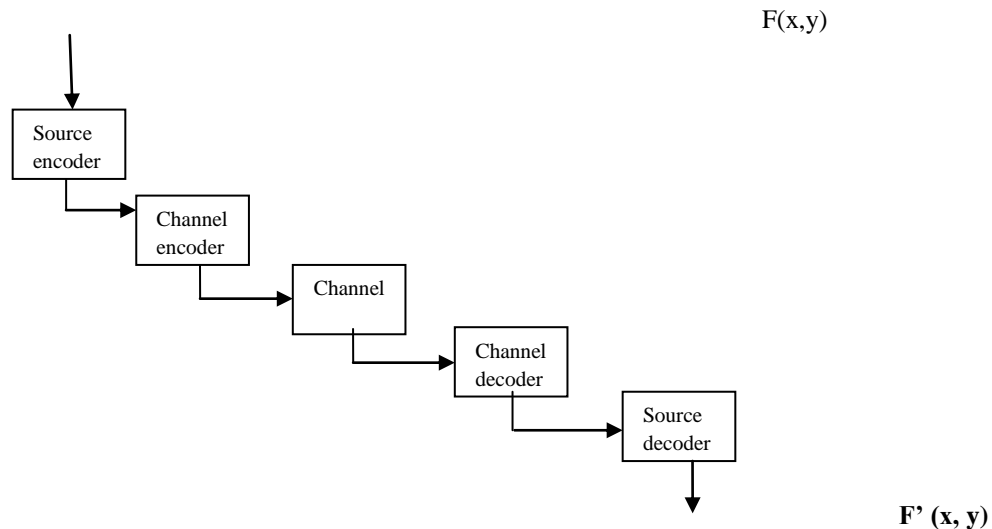 F(x,y)
Source
encoder
Channel
encoder
Channel
Channel
decoder
Source
decoder
F’ (x, y)